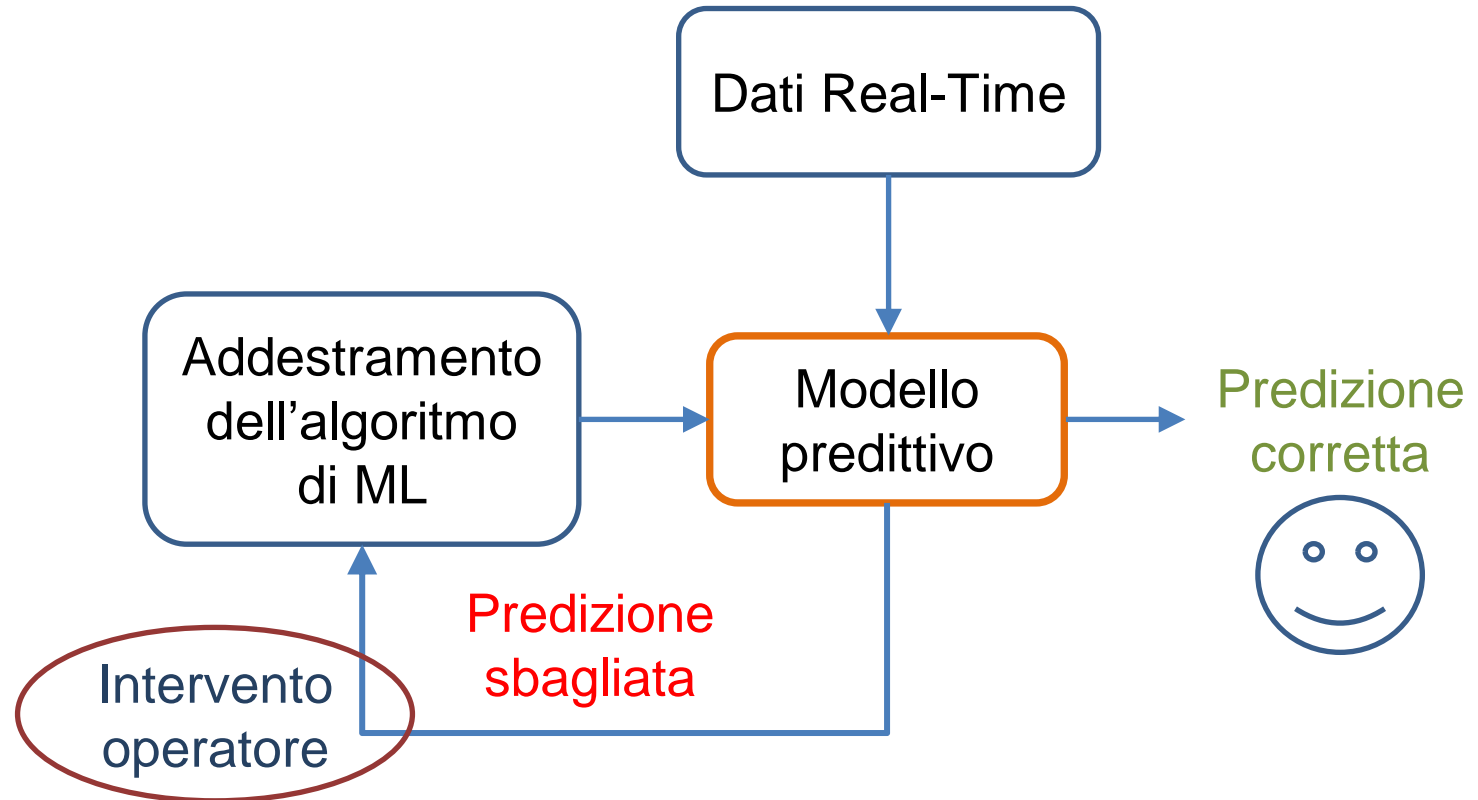 Dati Real-Time
Addestramento
dell’algoritmo
di ML
Modello
predittivo
Predizione
corretta
Predizione
sbagliata
Intervento
operatore